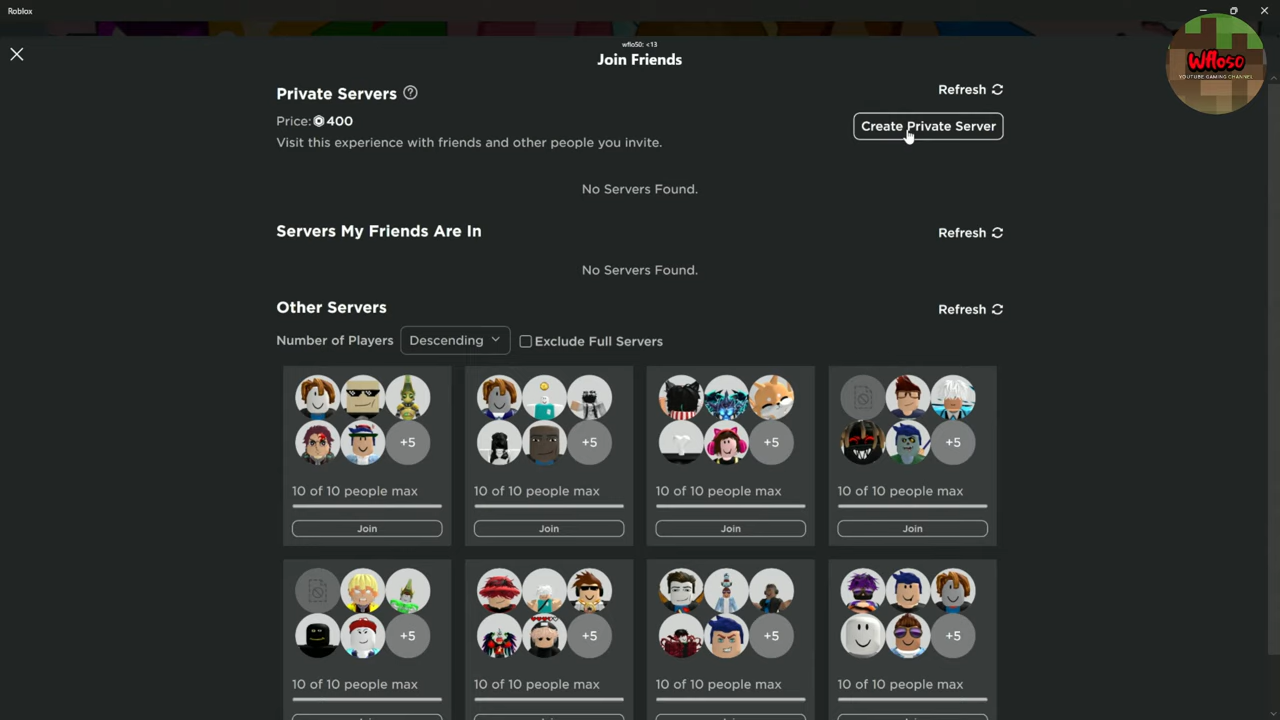 Roblox
wfloS0: <13
Join Friends
Wfloso
YOUTUBE GAMING CHANNEL
Private Servers
Refresh
Price: 400
Create Private Server
Visit this experience with friends and other people you invite.
No Servers Found.
Servers My Friends Are In
Refresh
No Servers Found.
Other Servers
Refresh
Number of Players
Descending
Exclude Full Servers
+5
+5
+5
+5
10 of 10 people max
10 of 10 people max
10 of 10 people max
10 of 10 people max
Join
Join
Join
Join
+5
+5
+5
+5
10 of 10 people max
10 of 10 people max
10 of 10 people max
10 of 10 people max